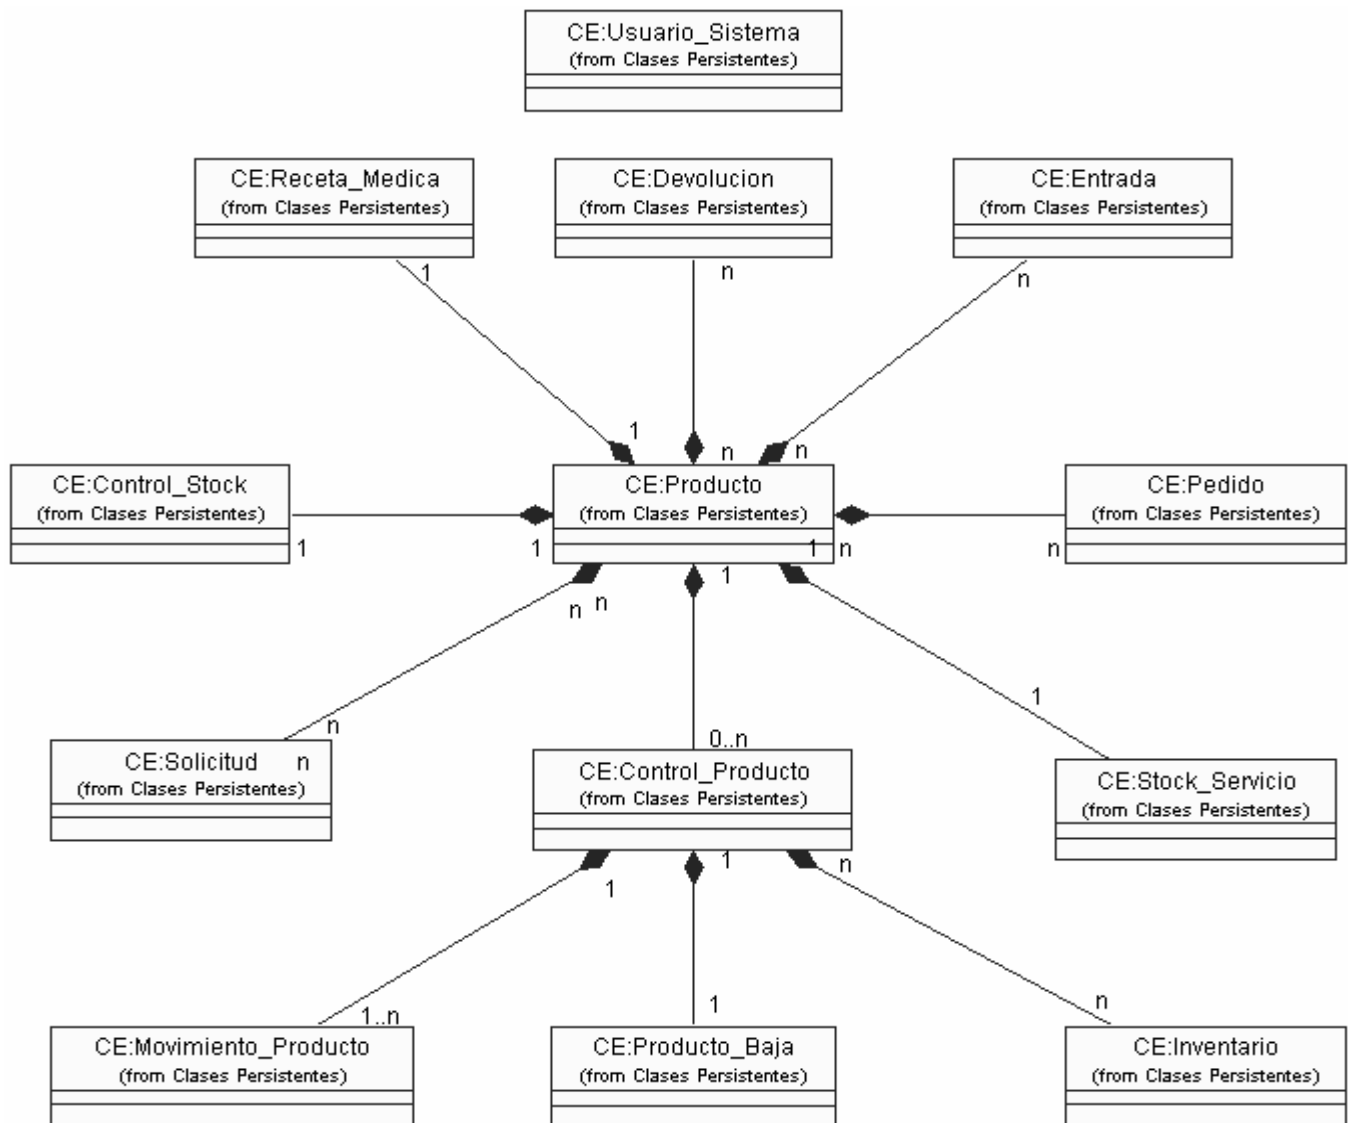 CE:Usuario_Sistema
(from Clases Persistentes)
CE:Receta_Medica
(from Clases Persistentes)
CE:Devolucion
(from Clases Persistentes)
CE:Entrada
(from Clases Persistentes)
1
n
n
1
n
n
CE:Control_Stock
(from Clases Persistentes)
CE:Producto
(from Clases Persistentes)
CE:Pedido
(from Clases Persistentes)
1
1
1
n
n
n
n
1
n
n
0..n
1
CE:Solicitud
(from Clases Persistentes)
CE:Control_Producto
(from Clases Persistentes)
CE:Stock_Servicio
(from Clases Persistentes)
1
1
n
1..n
1
n
CE:Movimiento_Producto
(from Clases Persistentes)
CE:Producto_Baja
(from Clases Persistentes)
CE:Inventario
(from Clases Persistentes)